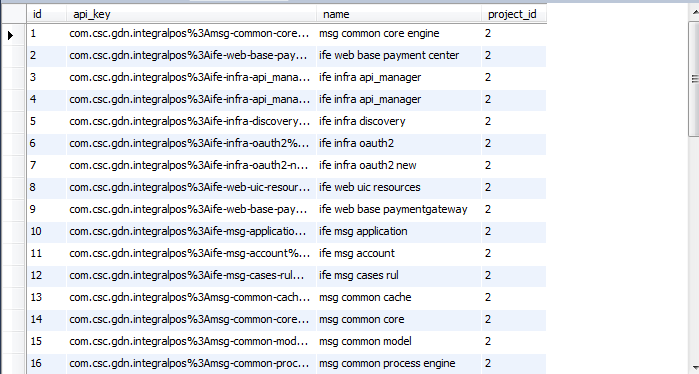 id api_key name project_id
1 com.csc.gdn.integralpos%3Amsg-common-core... msg common core engine 2
2 com.csc.gdn.integralpos%3Aife-web-base-pay... ife web base payment center 2
3 com.csc.gdn.integralpos%3Aife-infra-api_mana... ife infra api_manager 2
4 com.csc.gdn.integralpos%3Aife-infra-api_mana... ife infra api_manager 2
5 com.csc.gdn.integralpos%3Aife-infra-discovery... ife infra discovery 2
6 com.csc.gdn.integralpos%3Aife-infra-oauth2%... ife infra oauth2 2
7 com.csc.gdn.integralpos%3Aife-infra-oauth2-n... ife infra oauth2 new 2
8 com.csc.gdn.integralpos%3Aife-web-uic-resour... ife web uic resources 2
9 com.csc.gdn.integralpos%3Aife-web-base-pay... ife web base paymentgateway 2
10 com.csc.gdn.integralpos%3Aife-msg-applicatio... ife msg application 2
11 com.csc.gdn.integralpos%3Aife-msg-account%... ife msg account 2
12 com.csc.gdn.integralpos%3Aife-msg-cases-rul... ife msg cases rul 2
13 com.csc.gdn.integralpos%3Amsg-common-cach... msg common cache 2
14 com.csc.gdn.integralpos%3Amsg-common-core... msg common core 2
15 com.csc.gdn.integralpos%3Amsg-common-mod... msg common model 2
16 com.csc.gdn.integralpos%3Amsg-common-proc... msg common process engine 2